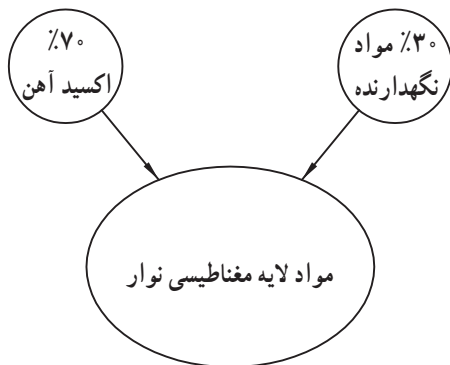 ٪۳۰ مواد
نگهدارنده
٪۷۰
اکسید آهن
مواد لایه مغناطیسی نوار